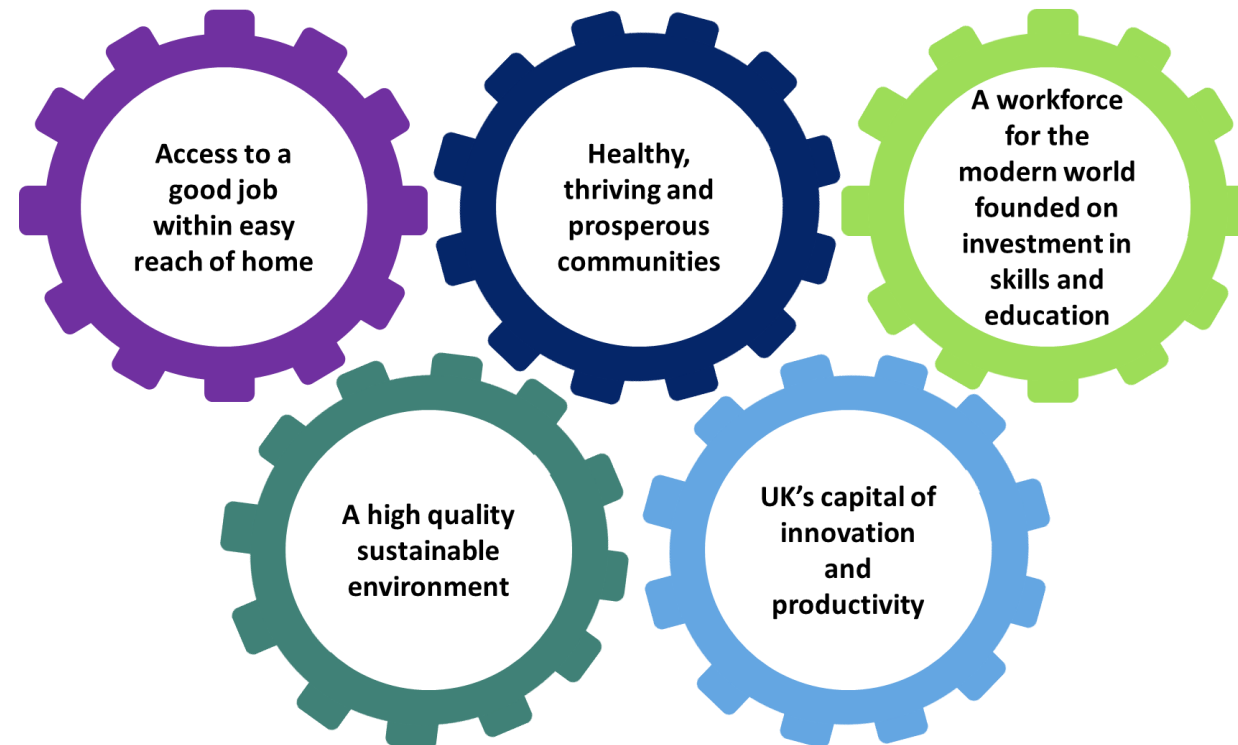 Access to a
good job
within easy
reach of home
Healthy,
thriving and
prosperous
communities
A workforce
for the
modern world
founded on
investment in
skills and
education
A high quality
sustainable
environment
UK’s capital of
innovation
and
productivity